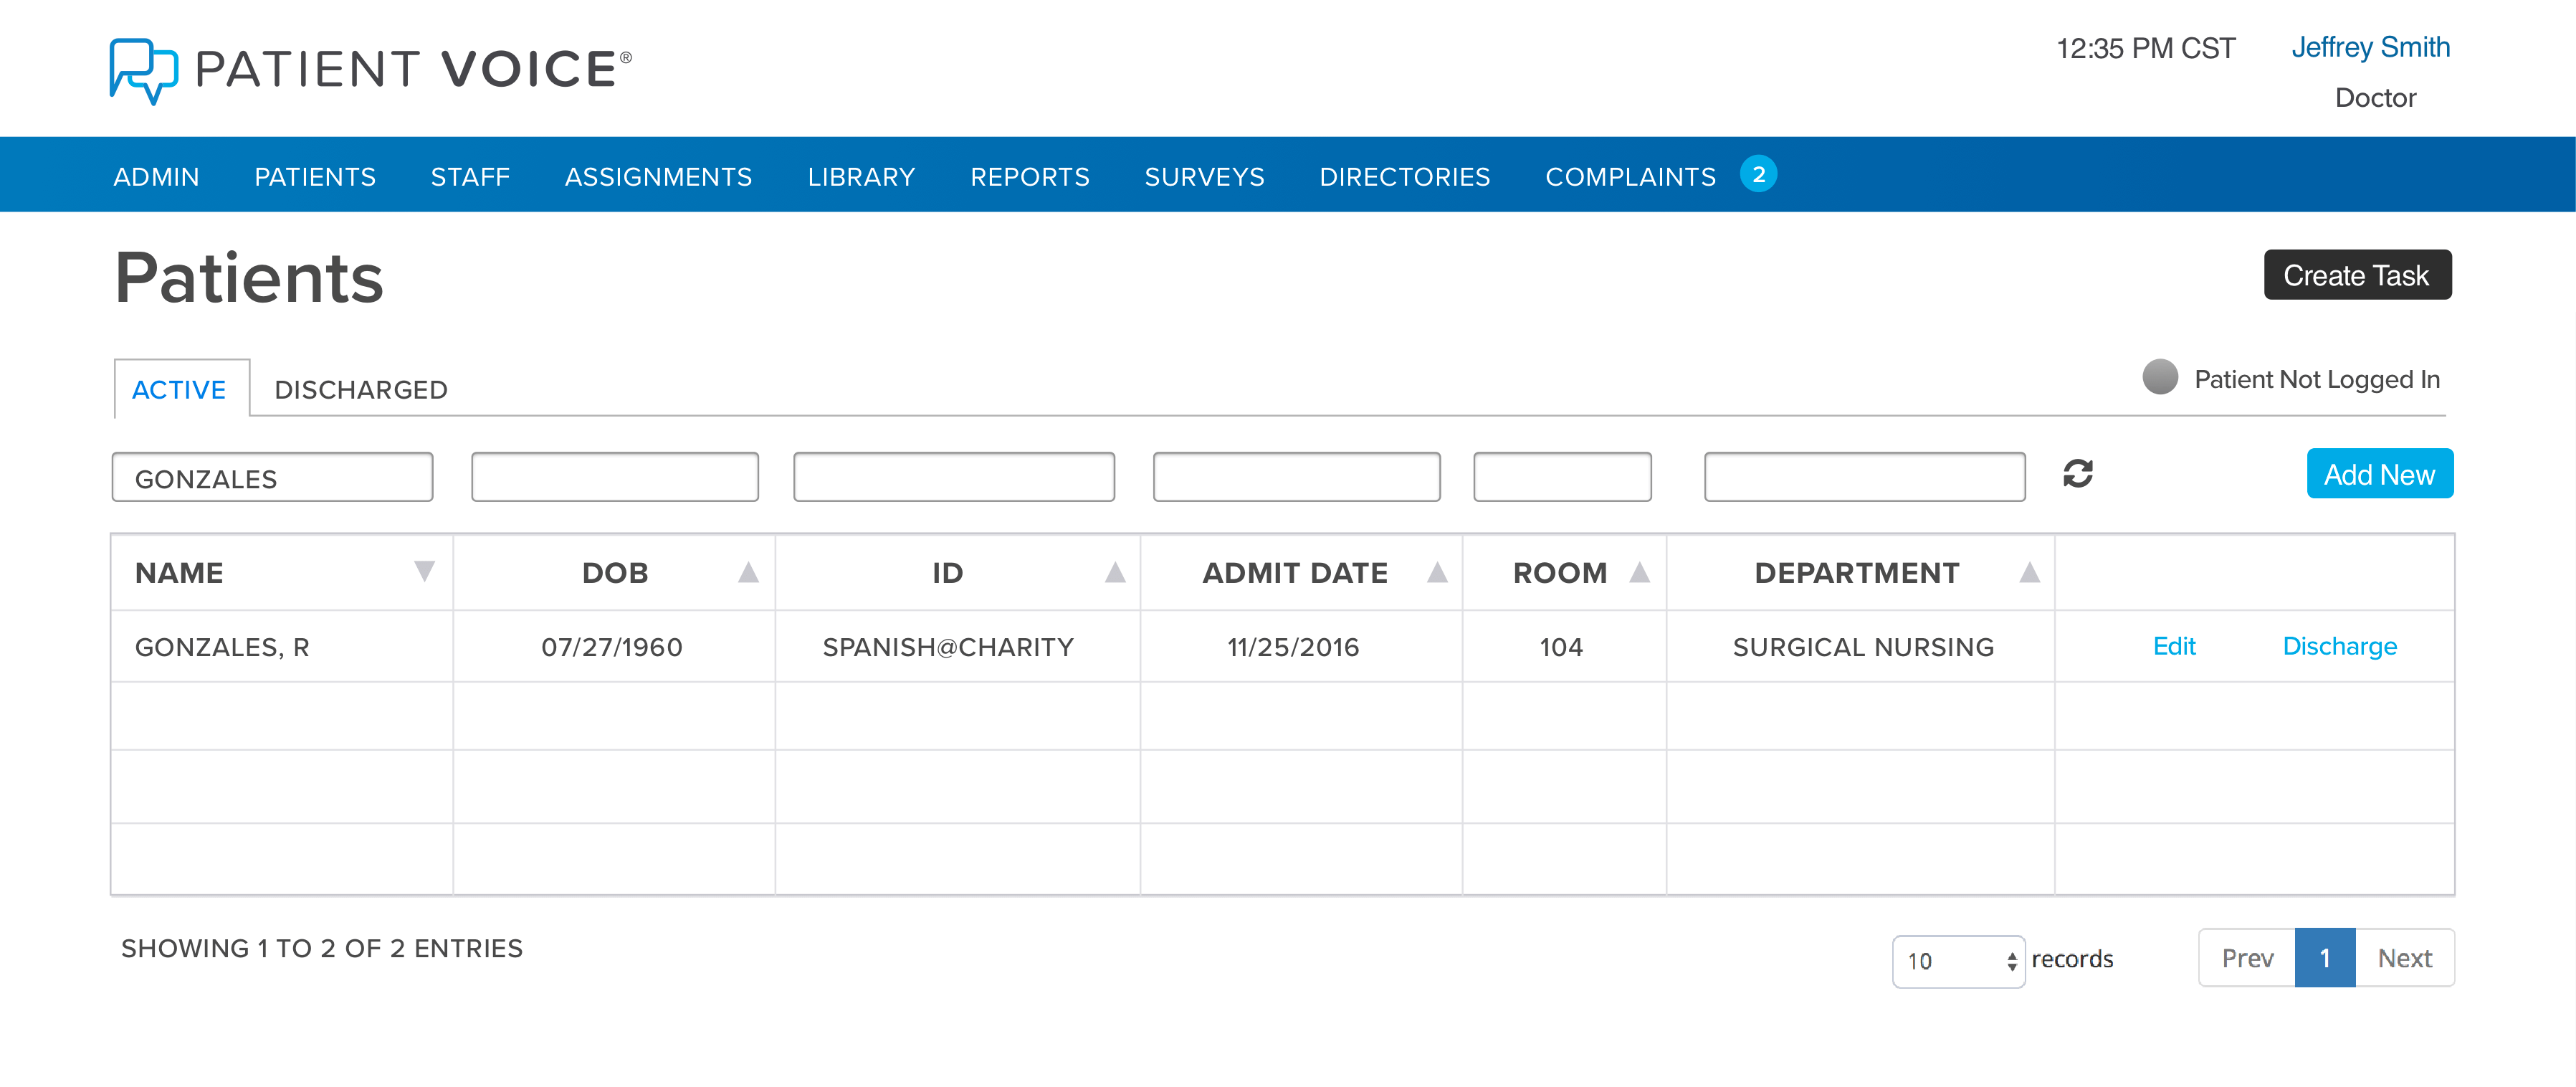 PATIENT VOICE®
12:35 PM CST
Jeffrey Smith
Doctor
ADMIN PATIENTS STAFF ASSIGNMENTS LIBRARY REPORTS SURVEYS DIRECTORIES COMPLAINTS 2
Patients
Create Task
ACTIVE DISCHARGED
Patient Not Logged In
GONZALES
Add New
NAME DOB ID ADMIT DATE ROOM DEPARTMENT
GONZALES, R 07/27/1960 SPANISH@CHARITY 11/25/2016 104 SURGICAL NURSING Edit Discharge
SHOWING 1 TO 2 OF 2 ENTRIES
10 records
Prev 1 Next